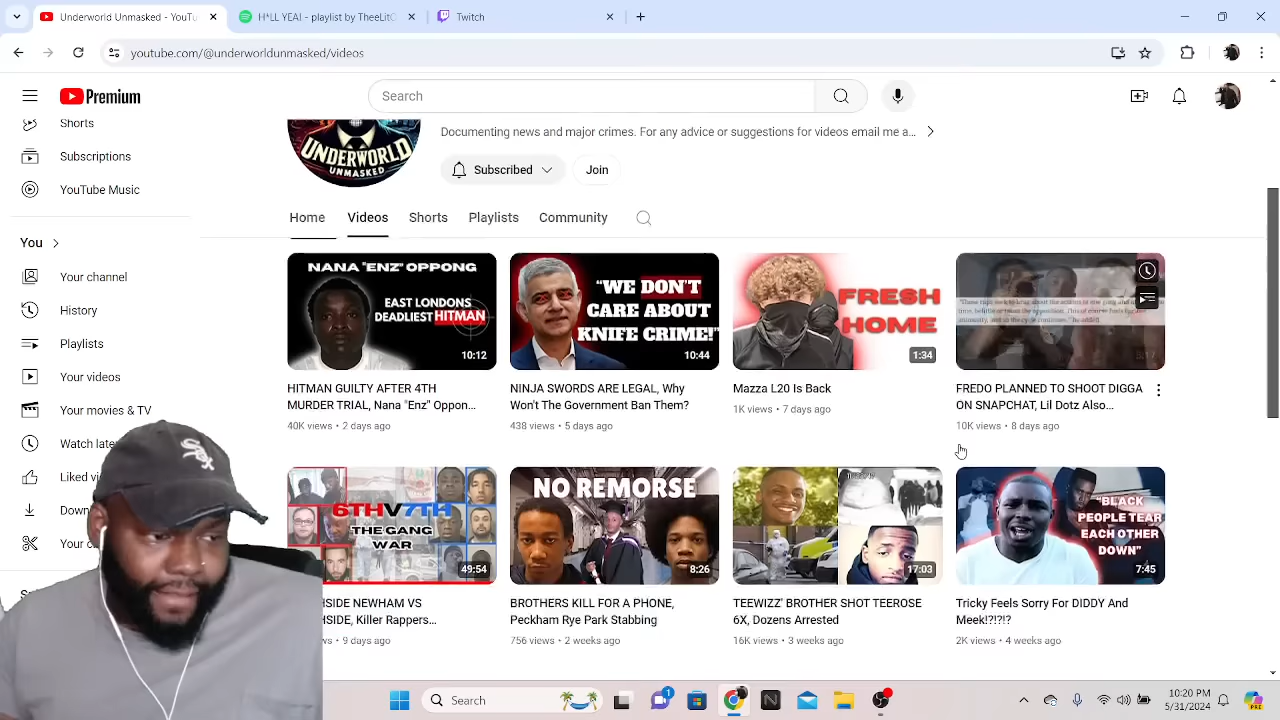 Underworld Unmasked - YouTu
H*LL YEA! - playlist by TheeLitC
Twitch
youtube.com/@underworldunmasked/videos
Premium
Search
Shorts
Documenting news and major crimes. For any advice or suggestions for videos email me a...
UNDERWORLD
UNMASKED
Subscriptions
Subscribed
Join
YouTube Music
Home
Videos
Shorts
Playlists
Community
You
Your channel
History
Playlists
Your videos
Your movies & TV
Watch late
Liked vi
Dow
Your c
NANA "ENZ" OPPONG
EAST LONDONS
DEADLIEST HITMAN
10:12
"WE DON'T
CARE ABOUT
KNIFE CRIME!"
10:44
FRESH
HOME
1:34
5:17
HITMAN GUILTY AFTER 4TH
MURDER TRIAL, Nana "Enz" Oppon...
40K views • 2 days ago
NINJA SWORDS ARE LEGAL, Why
Won't The Government Ban Them?
438 views • 5 days ago
Mazza L20 Is Back
1K views • 7 days ago
FREDO PLANNED TO SHOOT DIGGA
ON SNAPCHAT, Lil Dotz Also...
10K views • 8 days ago
6THV7TH
THE GANG
WAR
49:54
NO REMORSE
8:26
17:03
"BLACK
PEOPLE TEAR
EACH OTHER
DOWN"
7:45
HSIDE NEWHAM VS
HSIDE, Killer Rappers...
ws • 9 days ago
BROTHERS KILL FOR A PHONE,
Peckham Rye Park Stabbing
756 views • 2 weeks ago
TEEWIZZ' BROTHER SHOT TEEROSE
6X, Dozens Arrested
16K views • 3 weeks ago
Tricky Feels Sorry For DIDDY And
Meek!?!?!?
2K views • 4 weeks ago
Search
1
10:20 PM
5/31/2024